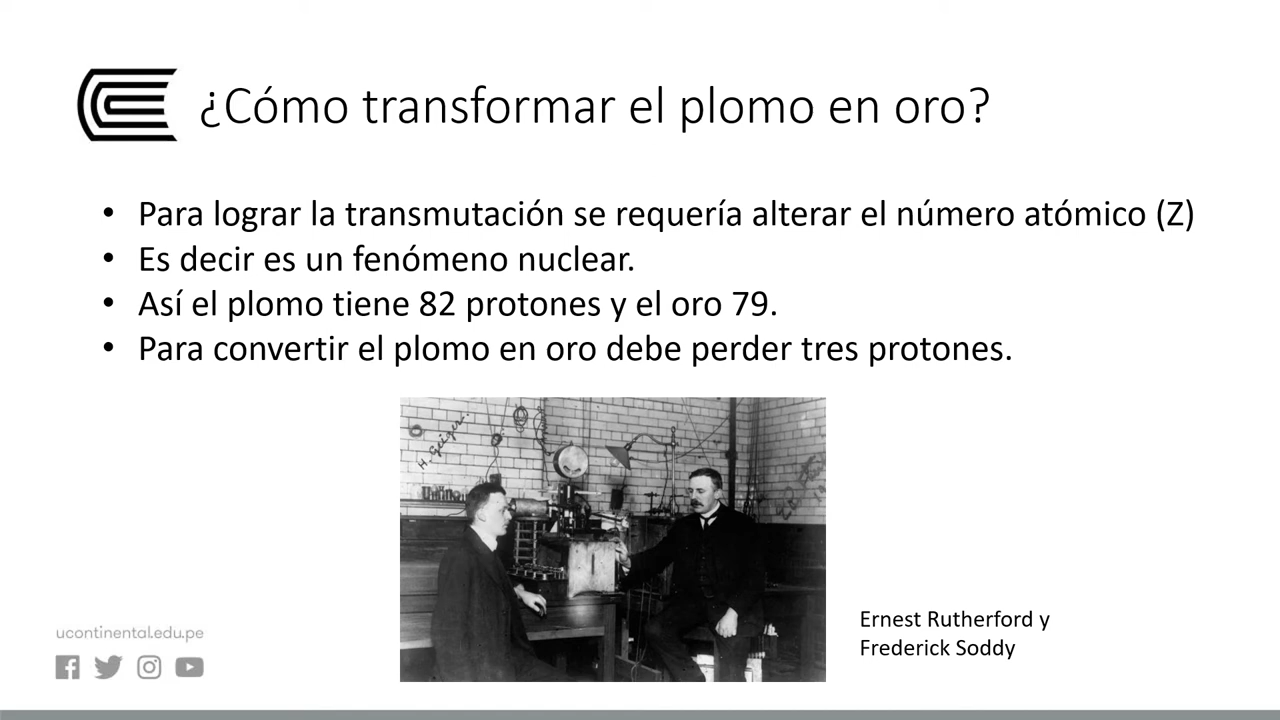 ¿Cómo transformar el plomo en oro?
• Para lograr la transmutación se requería alterar el número atómico (Z)
• Es decir es un fenómeno nuclear.
• Así el plomo tiene 82 protones y el oro 79.
• Para convertir el plomo en oro debe perder tres protones.
H. Geiger.
Ernest Rutherford y
Frederick Soddy
ucontinental.edu.pe